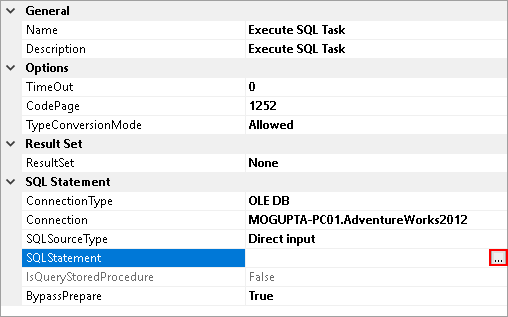 General
Name Execute SQL Task
Description Execute SQL Task
Options
TimeOut 0
CodePage 1252
TypeConversionMode Allowed
Result Set
ResultSet None
SQL Statement
ConnectionType OLE DB
Connection MOGUPTA-PC01.AdventureWorks2012
SQLSourceType Direct input
SQLStatement ...
IsQueryStoredProcedure False
BypassPrepare True